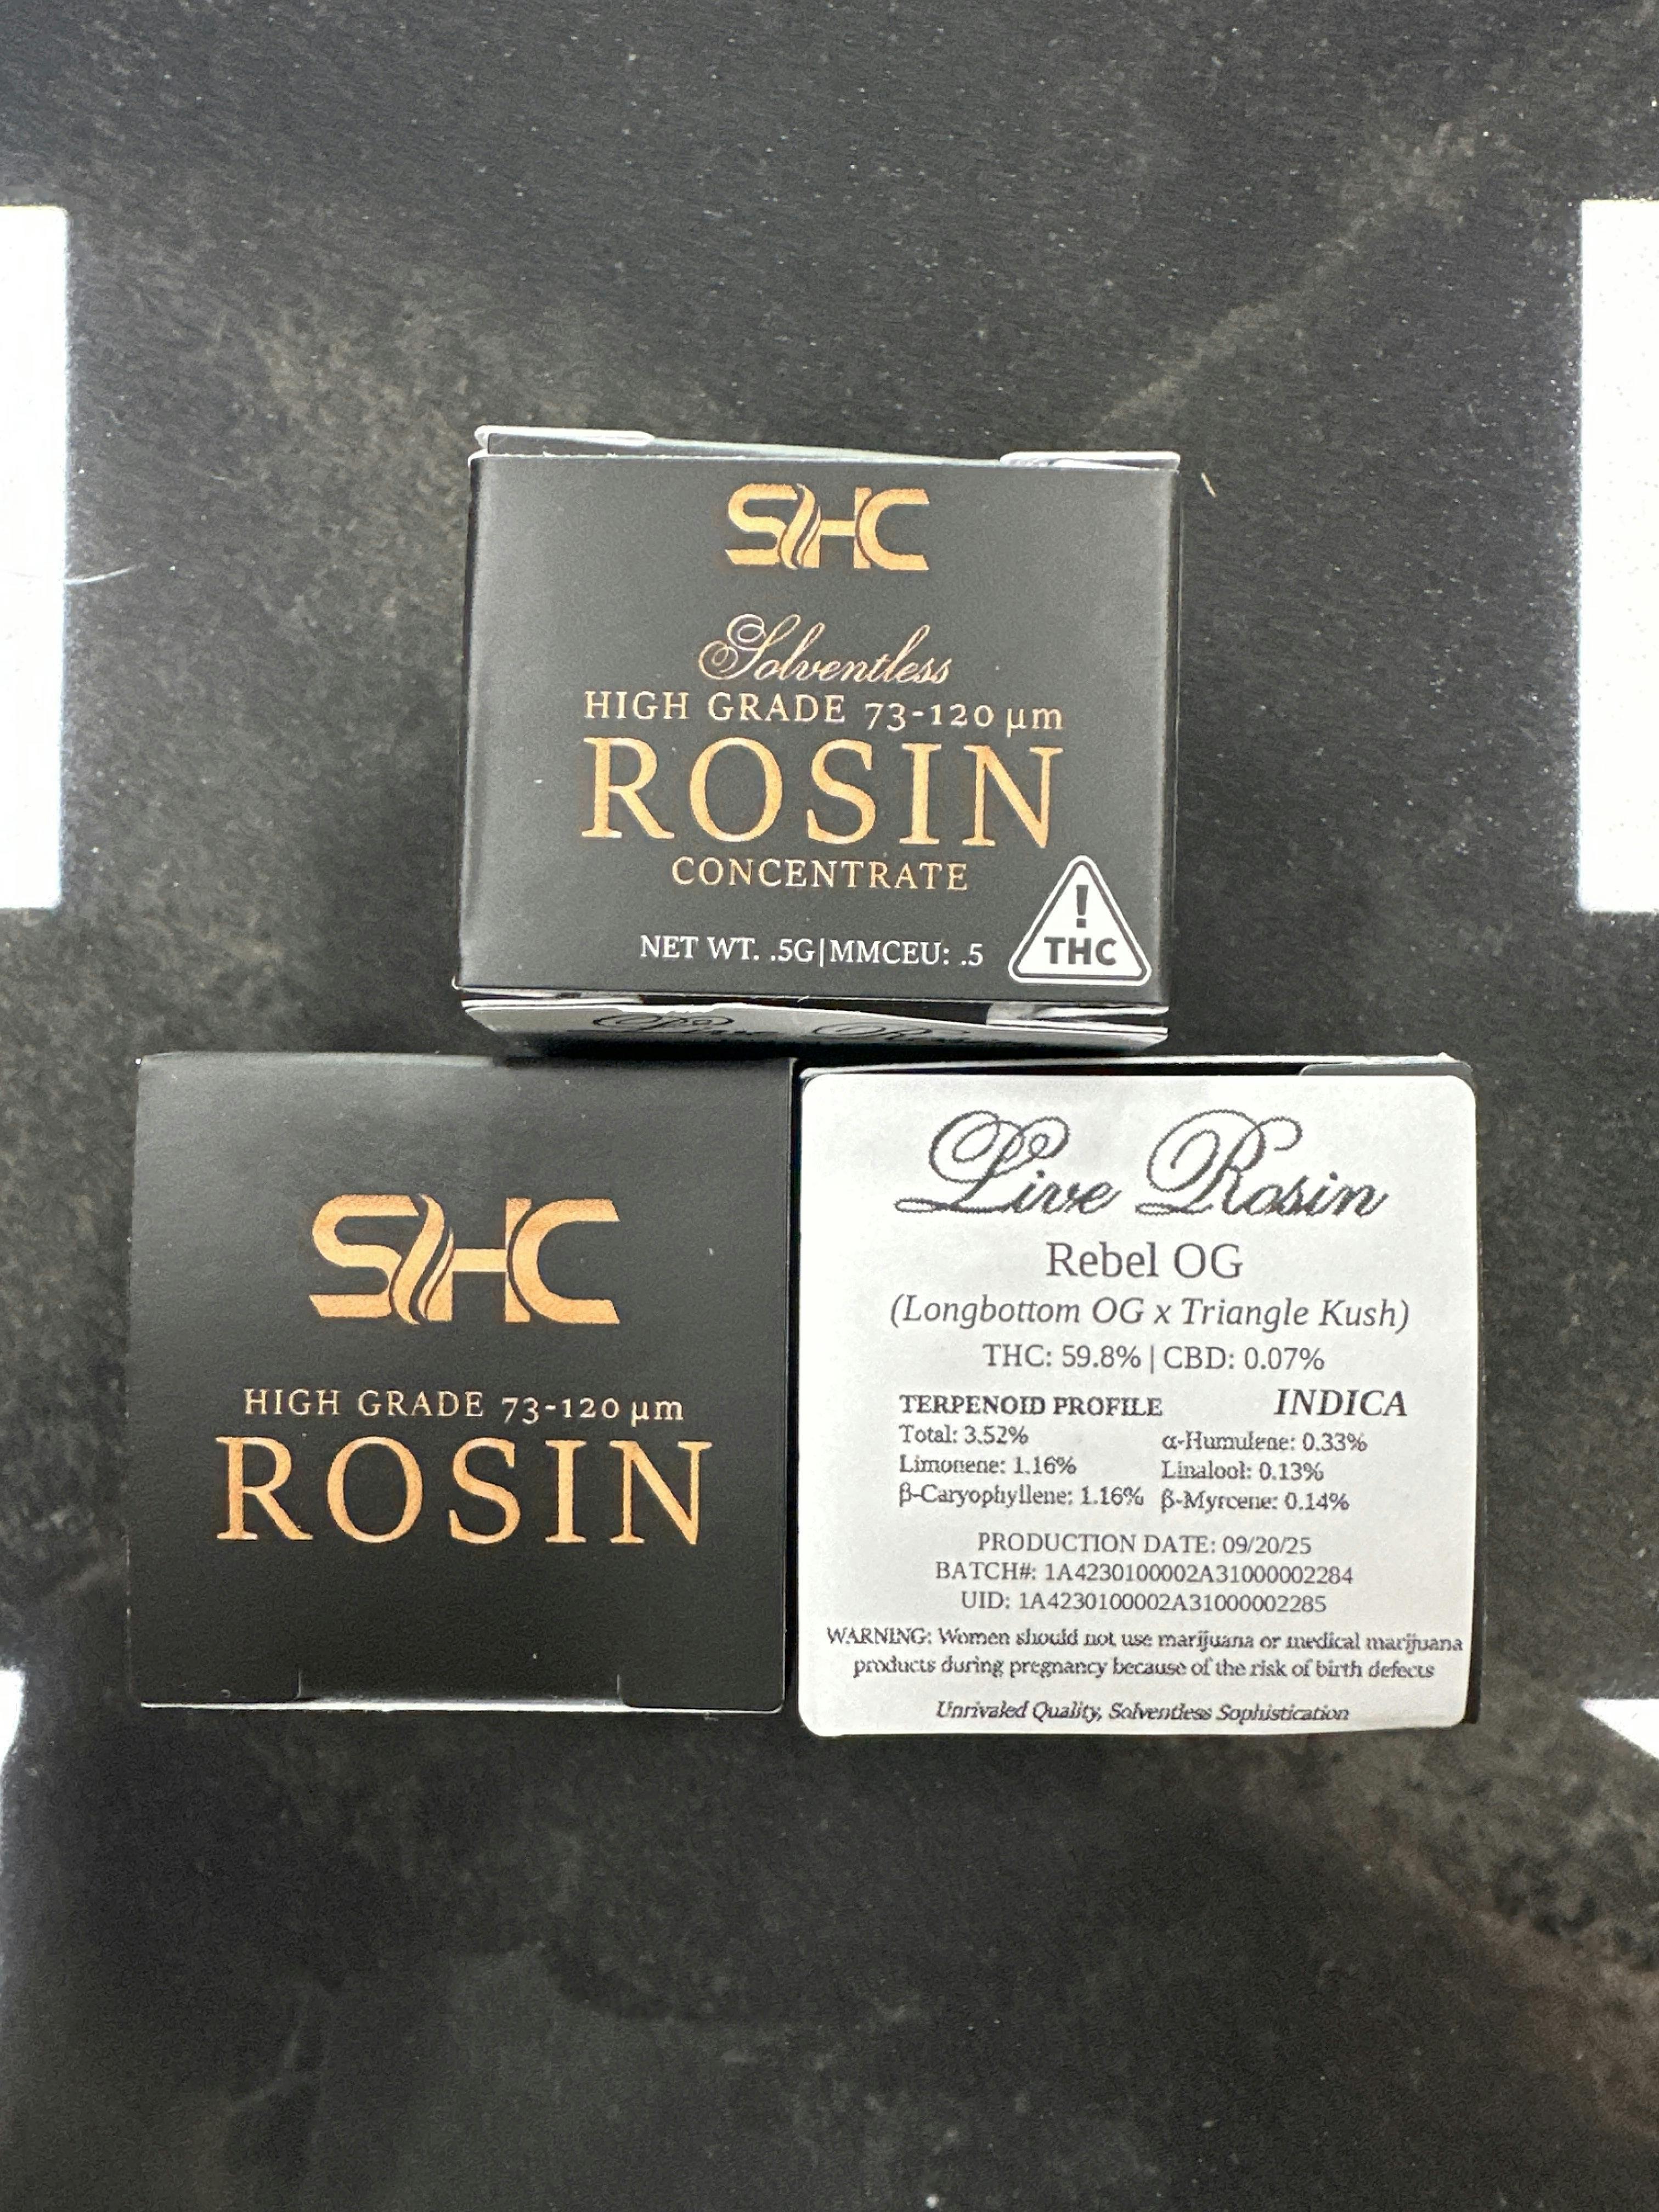 SHC
Solventless
HIGH GRADE 73-120 µm
ROSIN
CONCENTRATE
NET WT. .5G|MMCEU: .5
!
THC
Live Rosin
SHC
HIGH GRADE 73-120 µm
ROSIN
Live Rosin
Rebel OG
(Longbottom OG x Triangle Kush)
THC: 59.8% | CBD: 0.07%
TERPENOID PROFILE INDICA
Total: 3.52% α-Humulene: 0.33%
Limonene: 1.16% Linalool: 0.13%
β-Caryophyllene: 1.16% β-Myrcene: 0.14%
PRODUCTION DATE: 09/20/25
BATCH#: 1A4230100002A31000002284
UID: 1A4230100002A31000002285
WARNING: Women should not use marijuana or medical marijuana
products during pregnancy because of the risk of birth defects
Unrivaled Quality, Solventless Sophistication